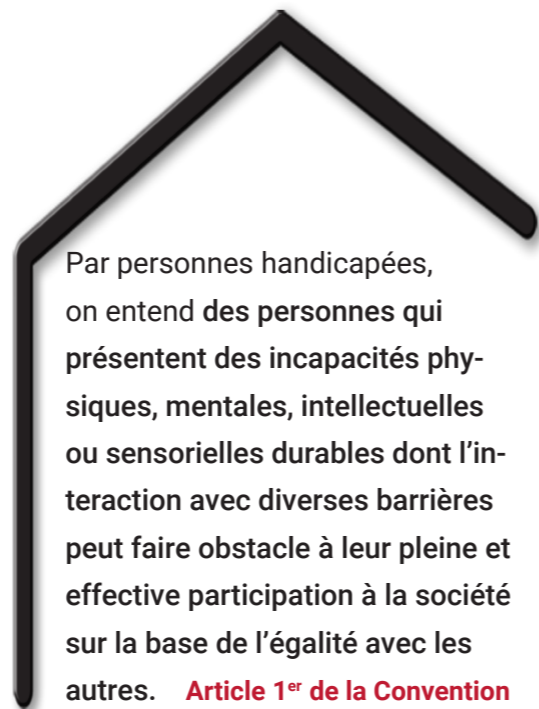 Par personnes handicapées,
on entend des personnes qui
présentent des incapacités phy-
siques, mentales, intellectuelles
ou sensorielles durables dont l’in-
teraction avec diverses barrières
peut faire obstacle à leur pleine et
effective participation à la société
sur la base de l’égalité avec les
autres. Article 1er de la Convention